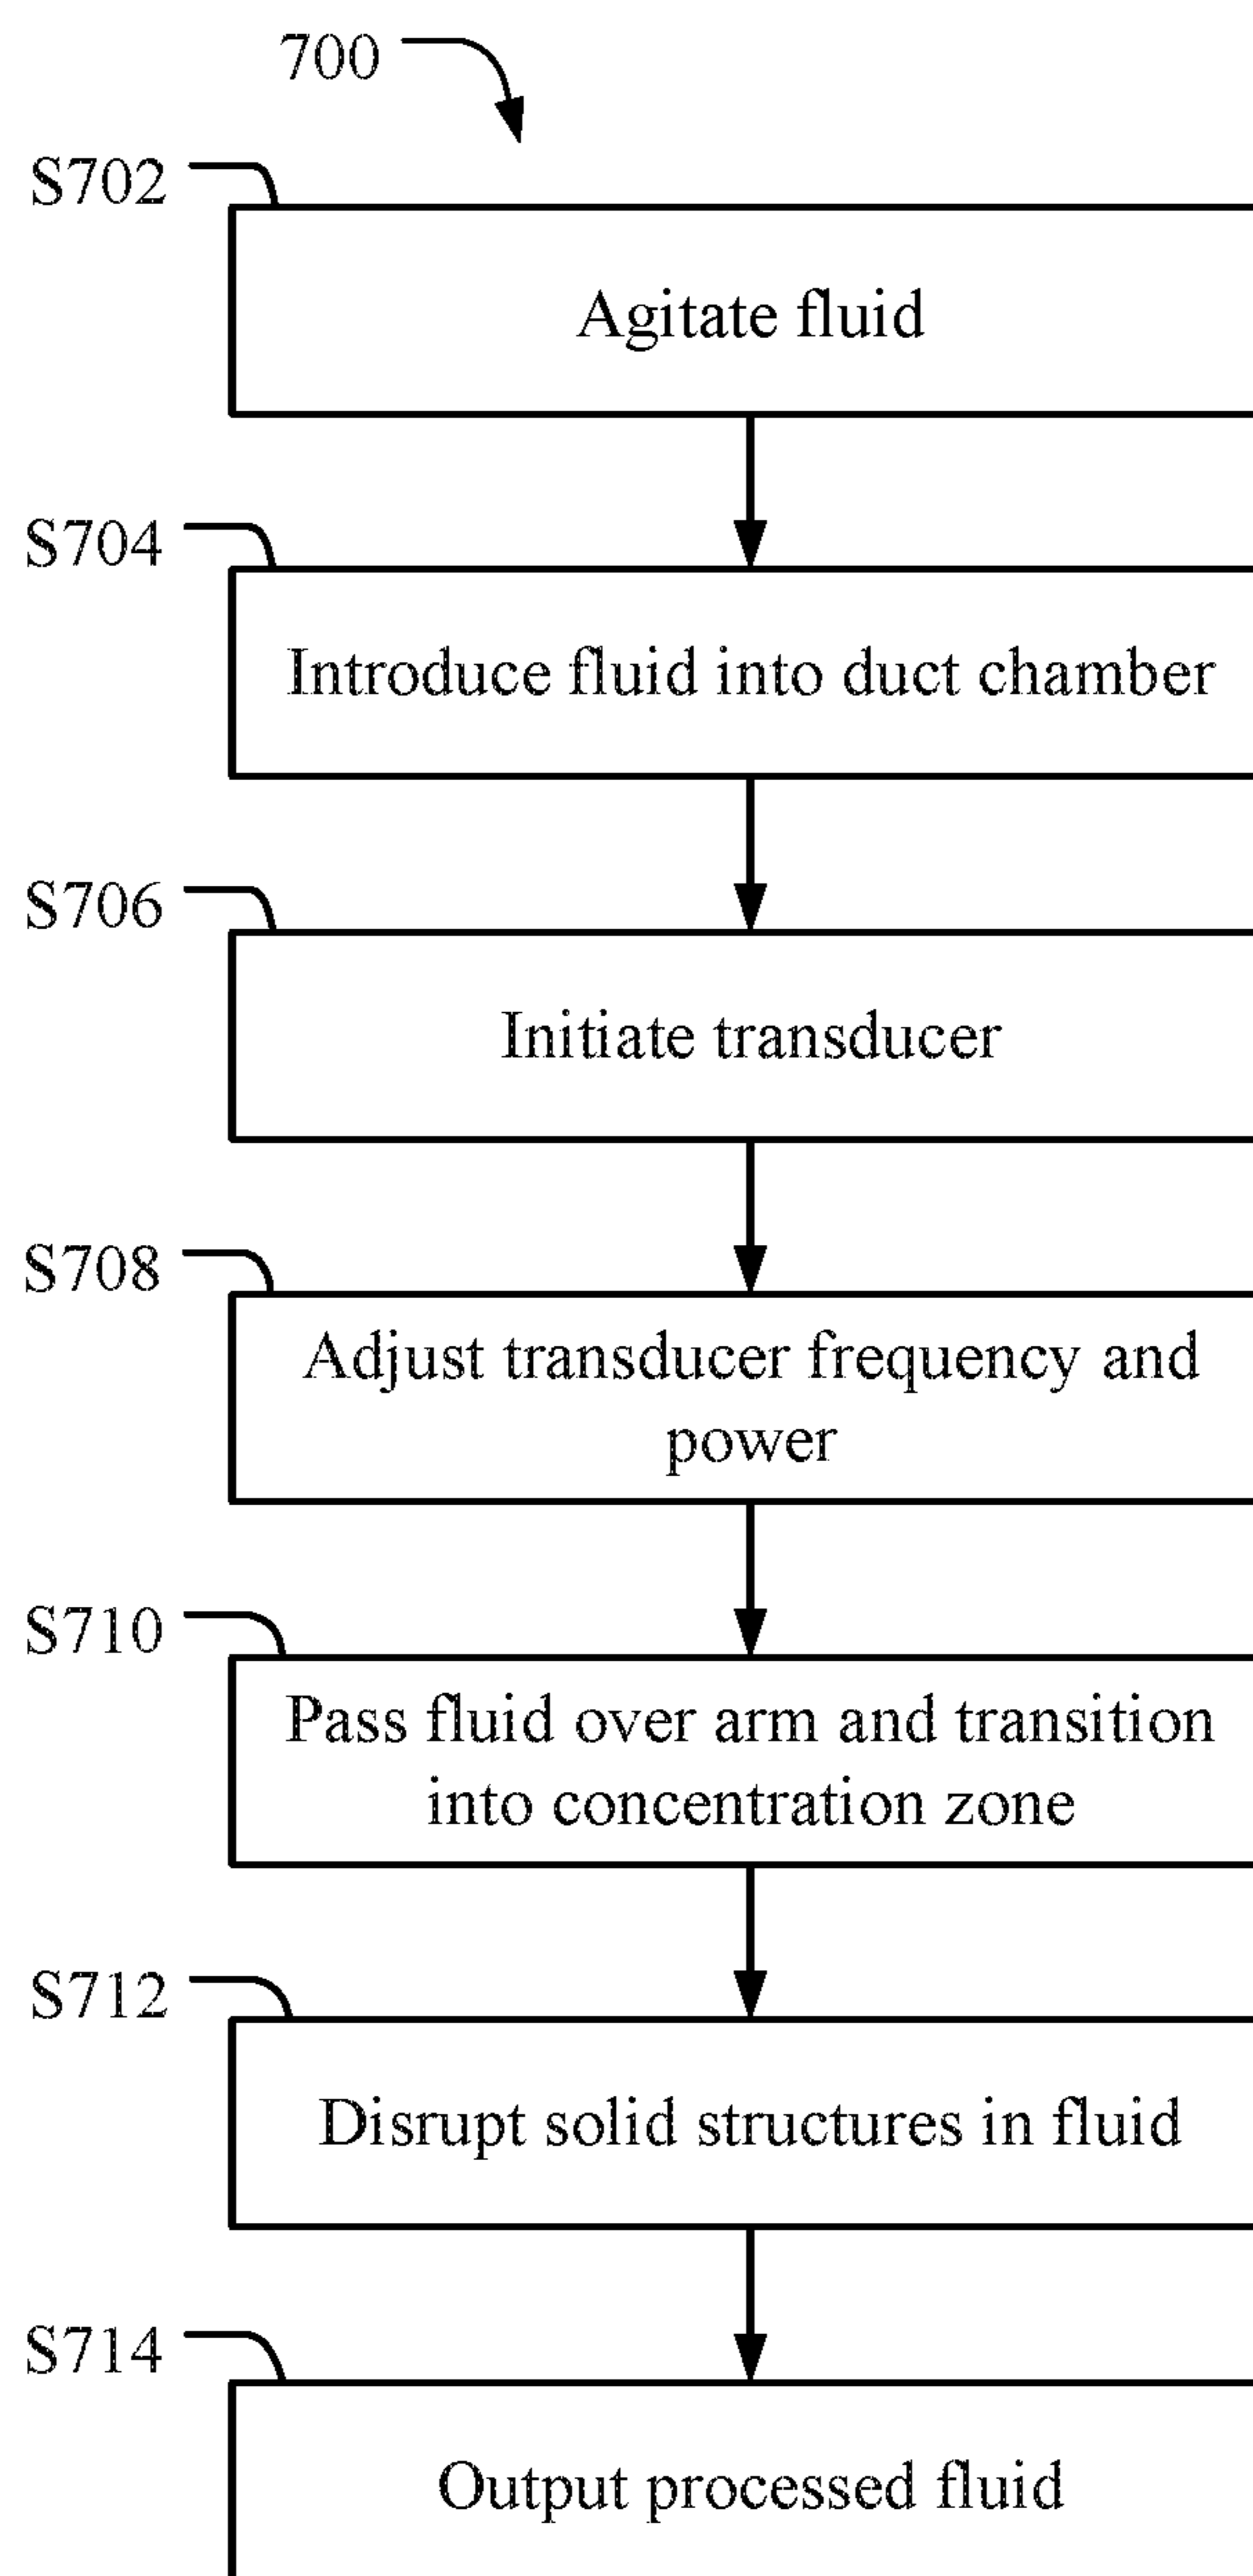 700
S702
Agitate fluid
S704
Introduce fluid into duct chamber
S706
Initiate transducer
S708
Adjust transducer frequency and
power
S710
Pass fluid over arm and transition
into concentration zone
S712
Disrupt solid structures in fluid
S714
Output processed fluid